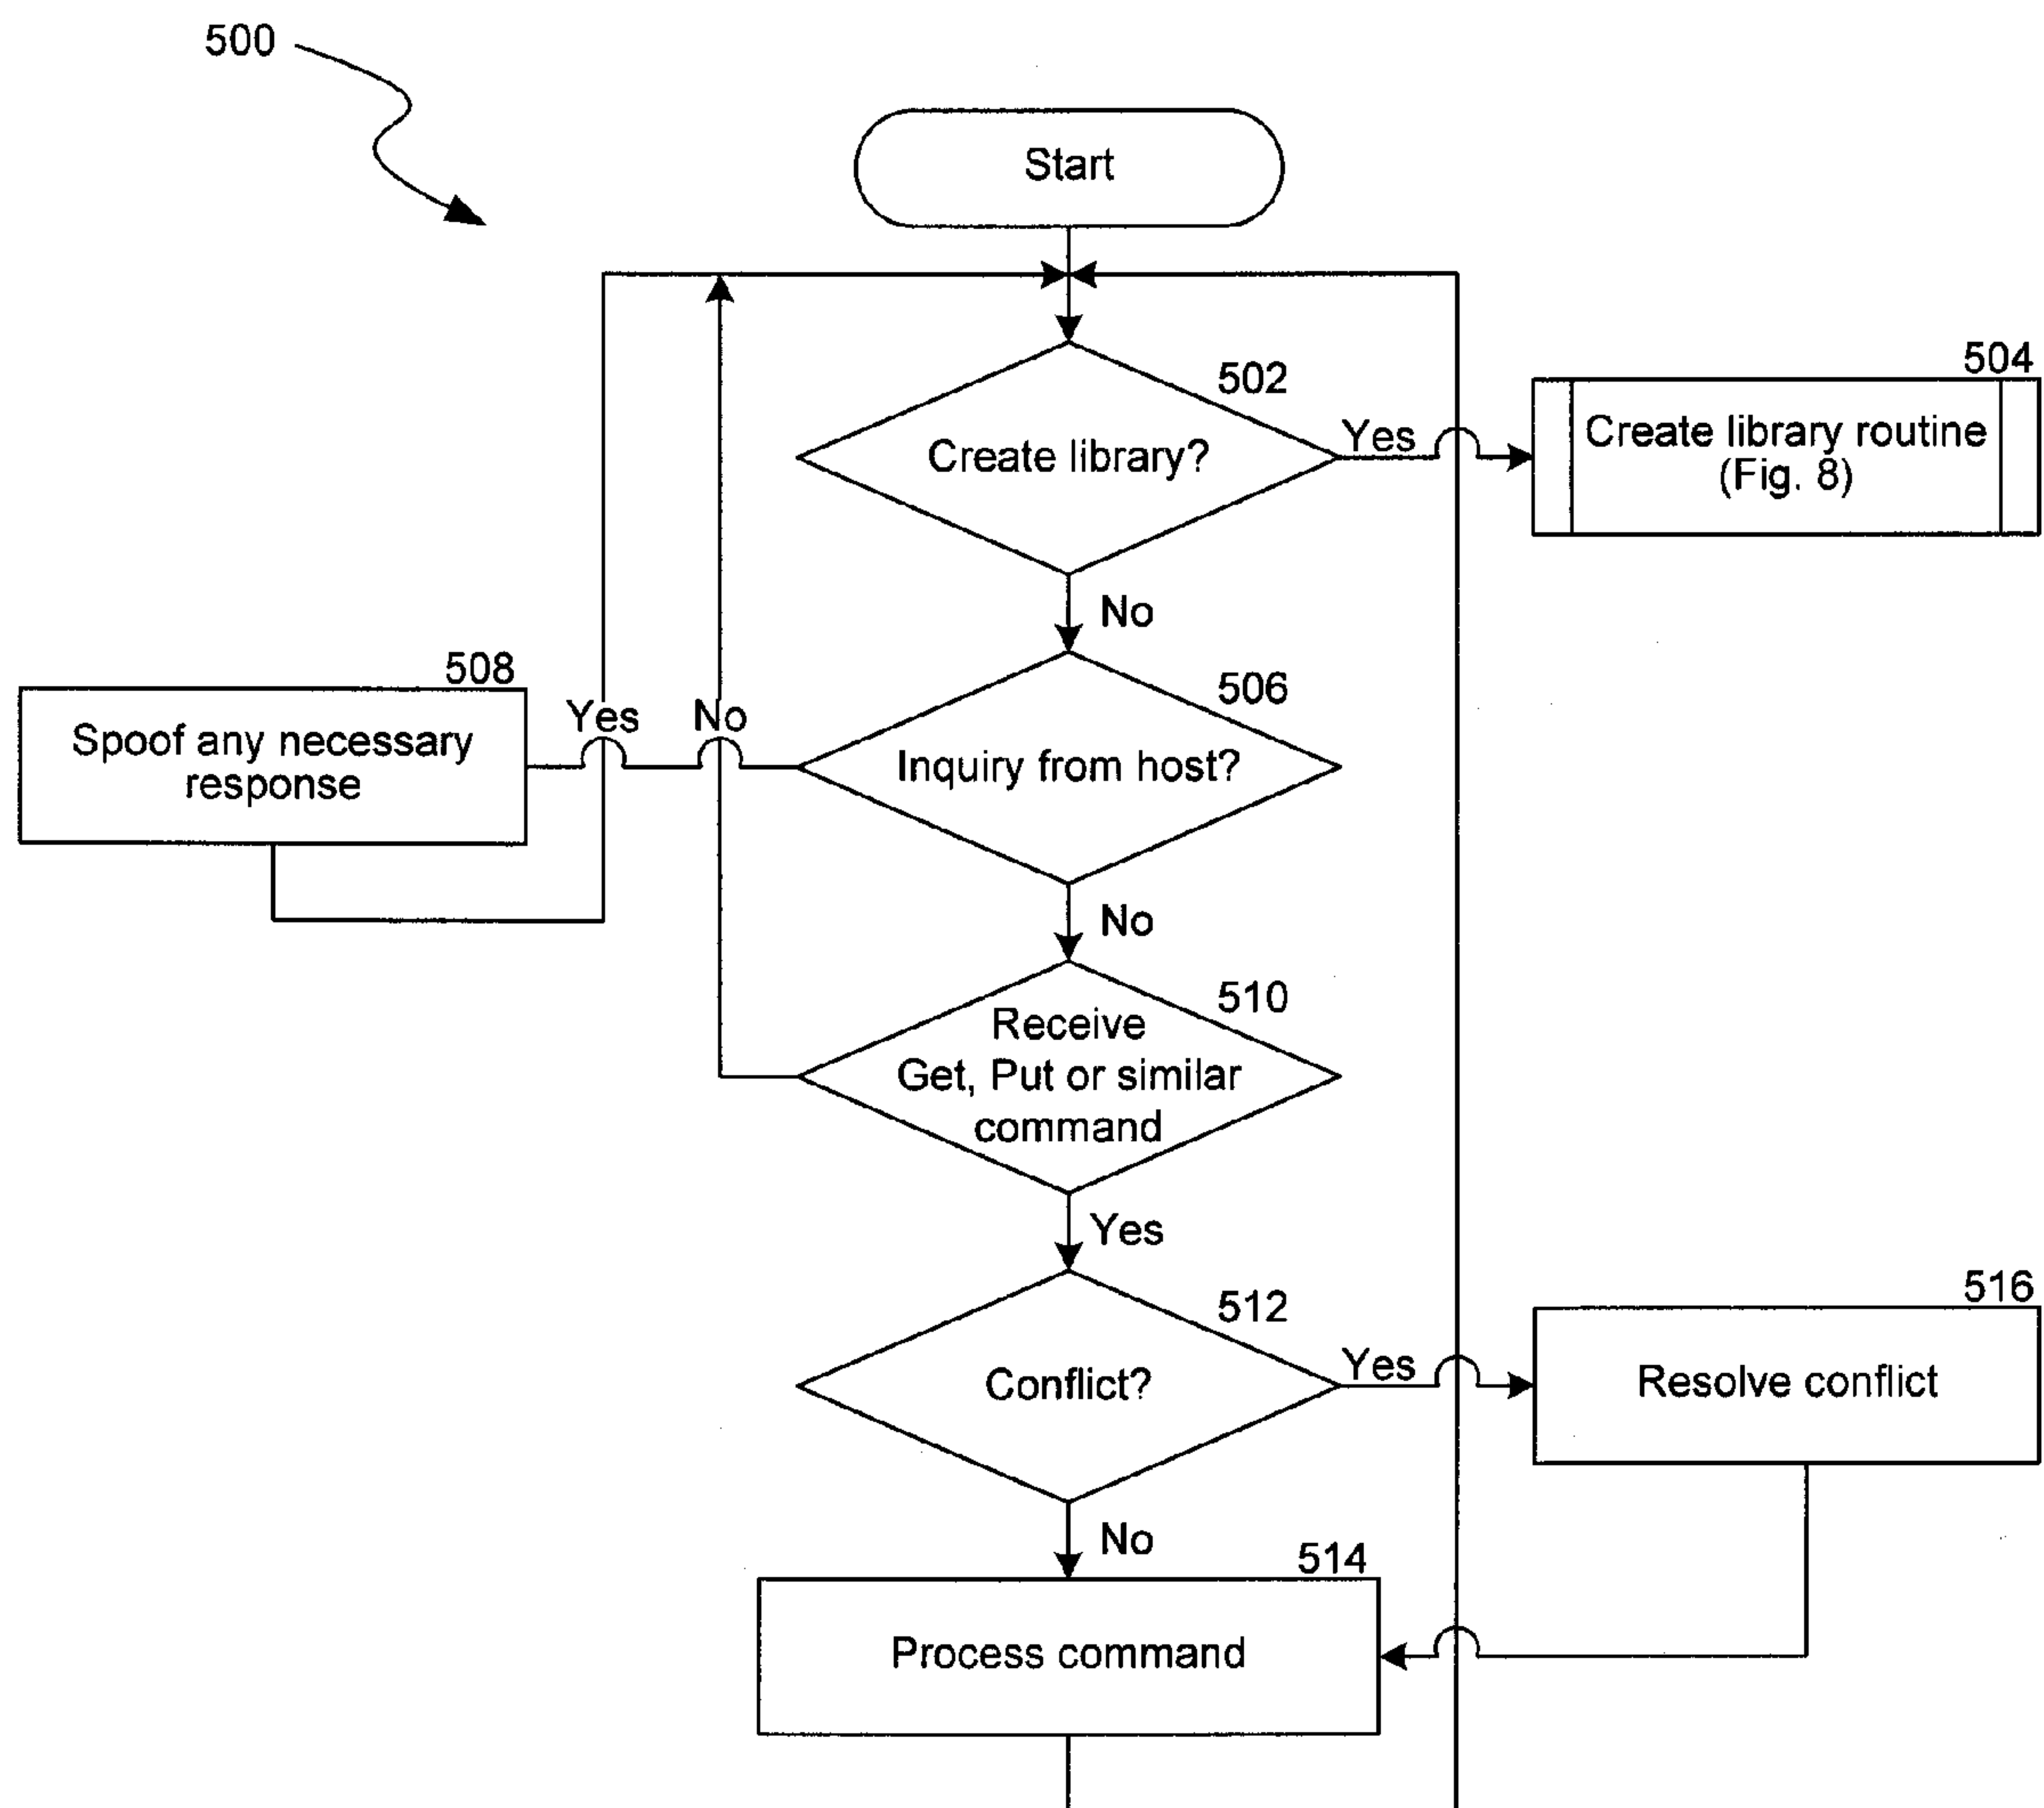 500
Start
502
Create library?
Yes
504
Create library routine
(Fig. 8)
No
506
Inquiry from host?
508
Spoof any necessary
response
Yes
No
No
510
Receive
Get, Put or similar
command
Yes
512
Conflict?
Yes
516
Resolve conflict
No
514
Process command